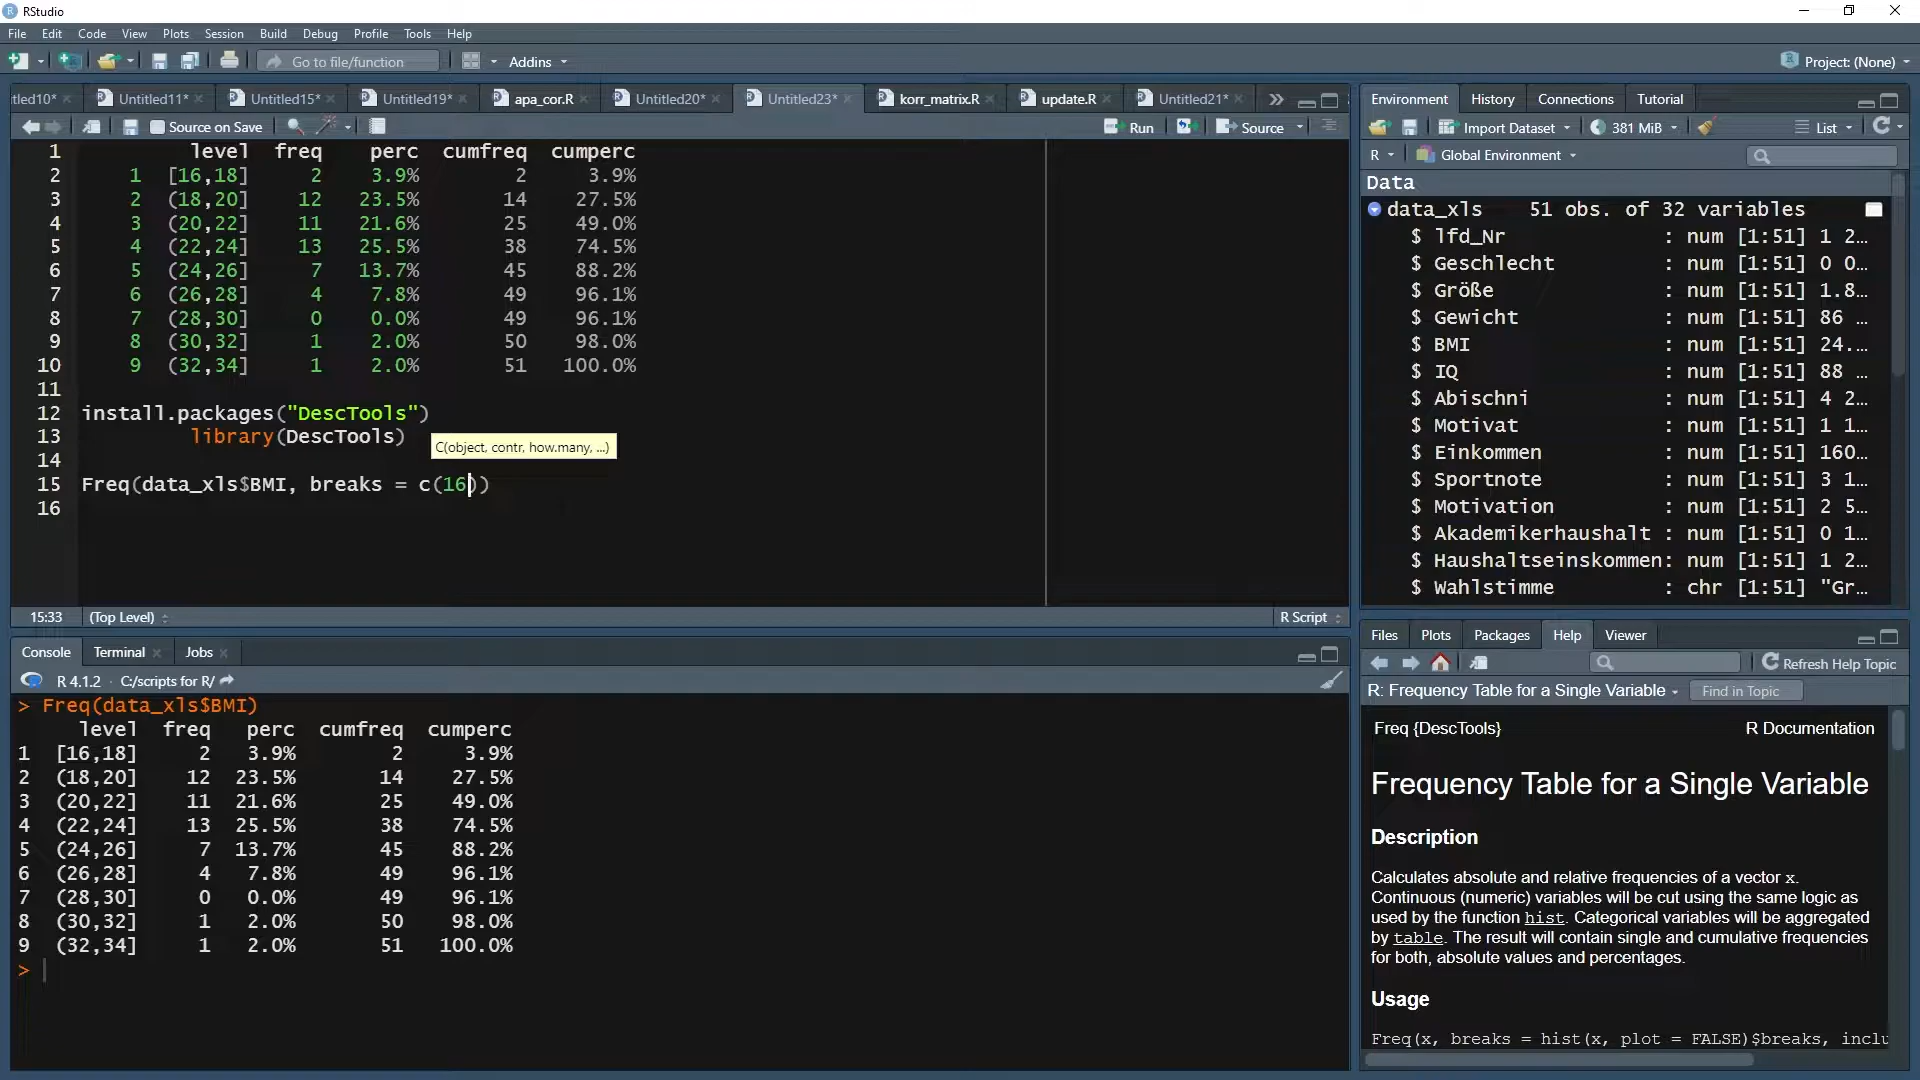 RStudio
File Edit Code View Plots Session Build Debug Profile Tools Help
Go to file/function Addins Project: (None)
tled10* Untitled11* Untitled15* Untitled19* apa_cor.R Untitled20* Untitled23* korr_matrix.R update.R Untitled21*
Source on Save Run Source
1 level freq perc cumfreq cumperc
2 1 [16,18] 2 3.9% 2 3.9%
3 2 (18,20] 12 23.5% 14 27.5%
4 3 (20,22] 11 21.6% 25 49.0%
5 4 (22,24] 13 25.5% 38 74.5%
6 5 (24,26] 7 13.7% 45 88.2%
7 6 (26,28] 4 7.8% 49 96.1%
8 7 (28,30] 0 0.0% 49 96.1%
9 8 (30,32] 1 2.0% 50 98.0%
10 9 (32,34] 1 2.0% 51 100.0%
11
12 install.packages("DescTools")
13 library(DescTools)
C(object, contr, how.many, ...)
14
15 Freq(data_xls$BMI, breaks = c(16))
16
15:33 (Top Level) R Script
Console Terminal Jobs
R 4.1.2 · C:/scripts for R/
> Freq(data_xls$BMI)
level freq perc cumfreq cumperc
1 [16,18] 2 3.9% 2 3.9%
2 (18,20] 12 23.5% 14 27.5%
3 (20,22] 11 21.6% 25 49.0%
4 (22,24] 13 25.5% 38 74.5%
5 (24,26] 7 13.7% 45 88.2%
6 (26,28] 4 7.8% 49 96.1%
7 (28,30] 0 0.0% 49 96.1%
8 (30,32] 1 2.0% 50 98.0%
9 (32,34] 1 2.0% 51 100.0%
>
Environment History Connections Tutorial
Import Dataset 381 MiB List
R Global Environment
Data
data_xls 51 obs. of 32 variables
$ lfd_Nr : num [1:51] 1 2…
$ Geschlecht : num [1:51] 0 0…
$ Größe : num [1:51] 1.8…
$ Gewicht : num [1:51] 86 …
$ BMI : num [1:51] 24.…
$ IQ : num [1:51] 88 …
$ Abischni : num [1:51] 4 2…
$ Motivat : num [1:51] 1 1…
$ Einkommen : num [1:51] 160…
$ Sportnote : num [1:51] 3 1…
$ Motivation : num [1:51] 2 5…
$ Akademikerhaushalt : num [1:51] 0 1…
$ Haushaltseinskommen: num [1:51] 1 2…
$ Wahlstimme : chr [1:51] "Gr…
Files Plots Packages Help Viewer
Refresh Help Topic
R: Frequency Table for a Single Variable Find in Topic
Freq {DescTools} R Documentation
Frequency Table for a Single Variable
Description
Calculates absolute and relative frequencies of a vector x.
Continuous (numeric) variables will be cut using the same logic as
used by the function hist. Categorical variables will be aggregated
by table. The result will contain single and cumulative frequencies
for both, absolute values and percentages.
Usage
Freq(x, breaks = hist(x, plot = FALSE)$breaks, inclu